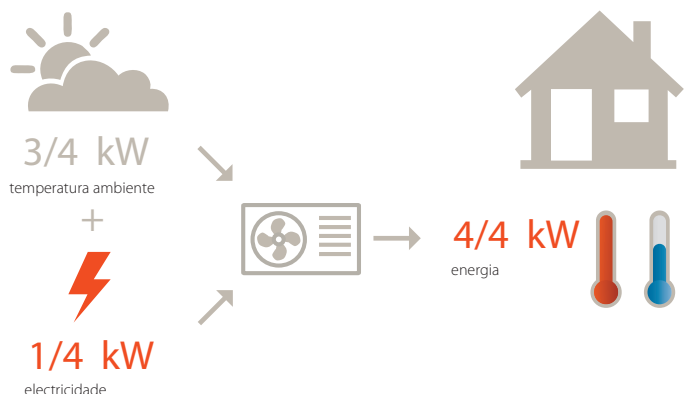 3/4 kW
temperatura ambiente
+
1/4 kW
electricidade
4/4 kW
energia